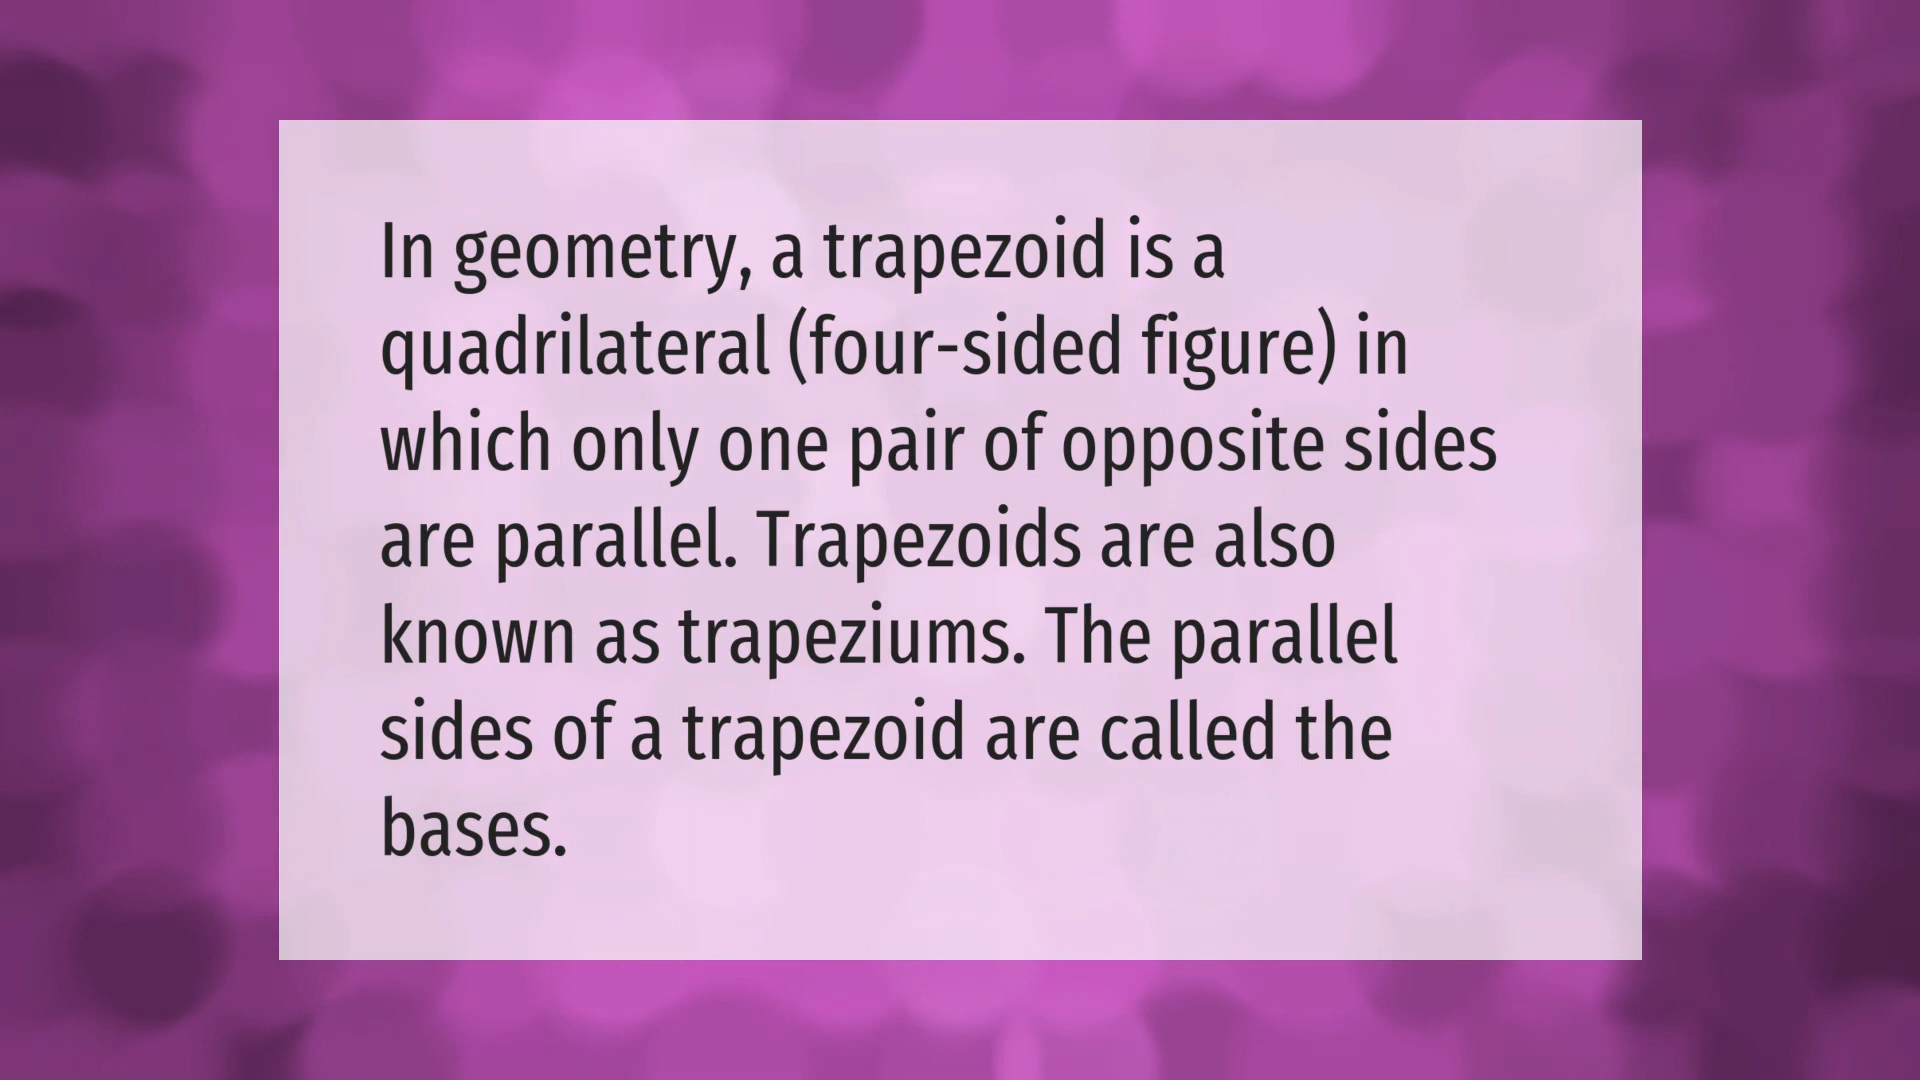 In geometry, a trapezoid is a
quadrilateral (four-sided figure) in
which only one pair of opposite sides
are parallel. Trapezoids are also
known as trapeziums. The parallel
sides of a trapezoid are called the
bases.